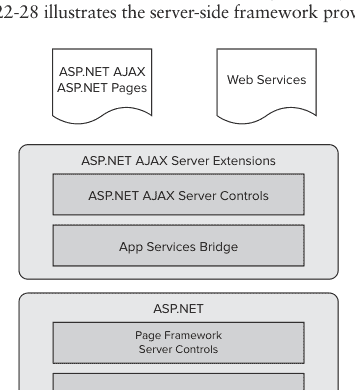 22-28 illustrates the server-side framework prov
ASP.NET AJAX
ASP.NET Pages
Web Services
ASP.NET AJAX Server Extensions
ASP.NET AJAX Server Controls
App Services Bridge
ASP.NET
Page Framework
Server Controls